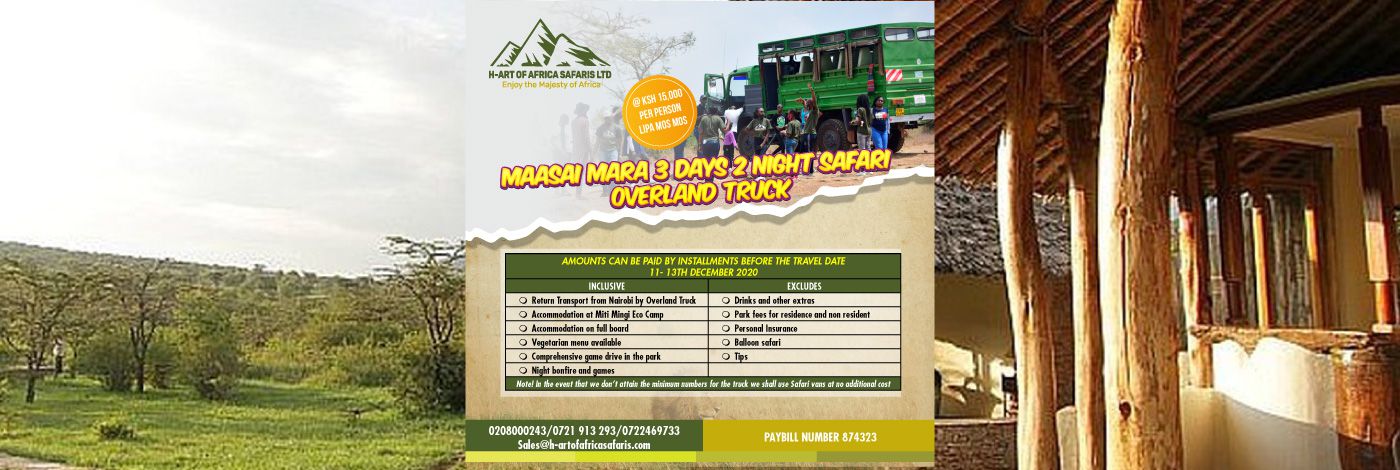 H-ART OF AFRICA SAFARIS LTD
Enjoy the Majesty of Africa
@ KSH 15,000
PER PERSON
LIPA MOS MOS
MAASAI MARA 3 DAYS 2 NIGHT SAFARI
OVERLAND TRUCK
AMOUNTS CAN BE PAID BY INSTALLMENTS BEFORE THE TRAVEL DATE
11- 13TH DECEMBER 2020
INCLUSIVE
Return Transport from Nairobi by Overland Truck
Accommodation at Miti Mingi Eco Camp
Accommodation on full board
Vegetarian menu available
Comprehensive game drive in the park
Night bonfire and games
EXCLUDES
Drinks and other extras
Park fees for residence and non resident
Personal Insurance
Balloon safari
Tips
Note! In the event that we don't attain the minimum numbers for the truck we shall use Safari vans at no additional cost
0208000243/0721 913 293/0722469733
Sales@h-artofafricasafaris.com
PAYBILL NUMBER 874323